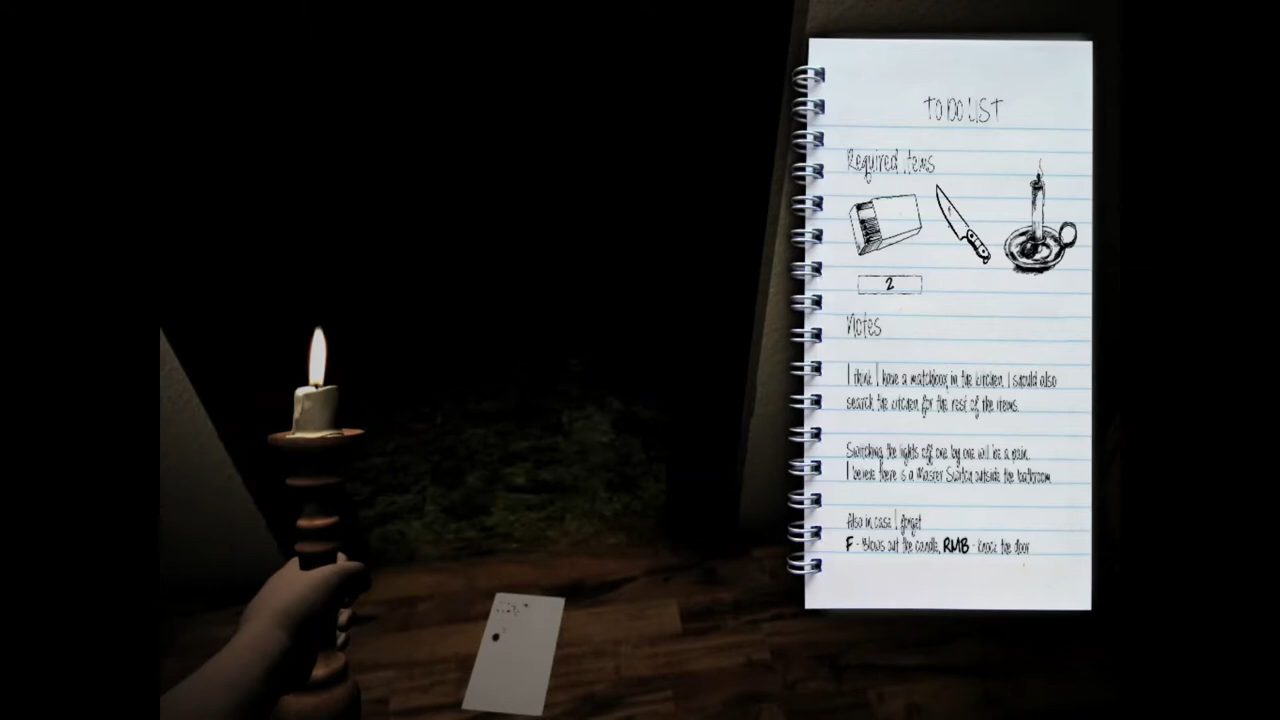 TO DO LIST
Required Items
2
Notes
I think I have a matchbox in the kitchen. I should also
search the kitchen for the rest of the items.
Switching the lights off one by one will be a pain.
I believe there is a Master Switch outside the bathroom
Also in case I forget
F - Blows out the candle, RMB - knock the door